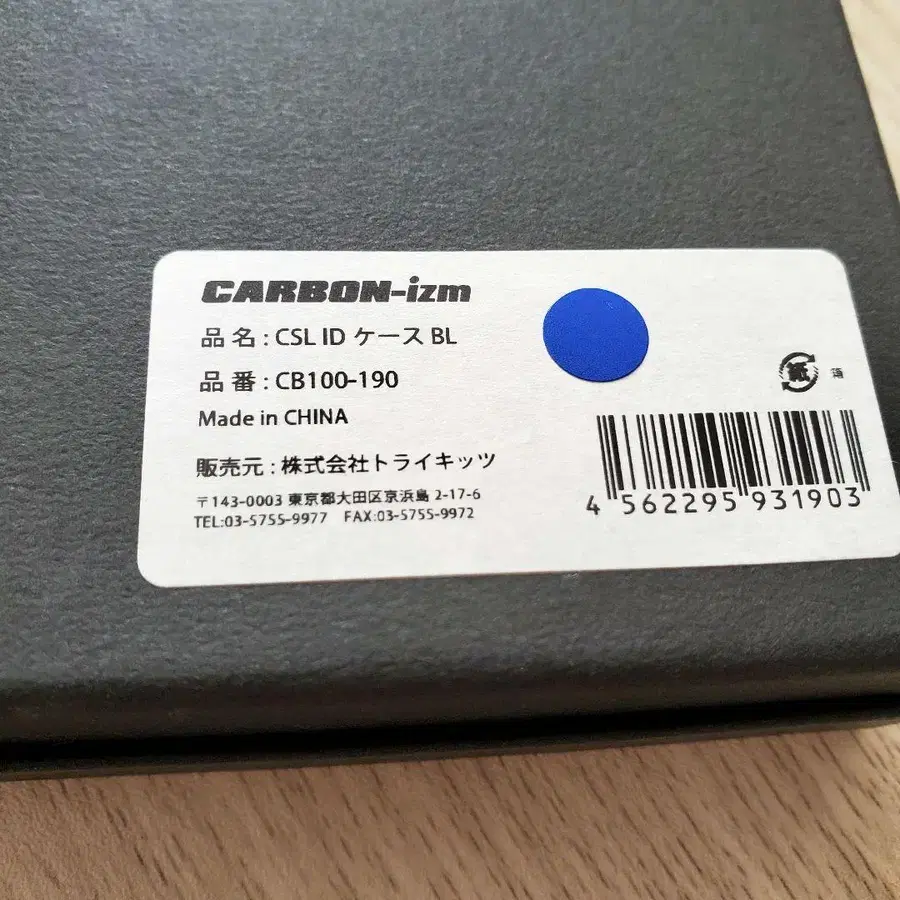 CARBON-izm
品名 : CSL ID ケース BL
品番 : CB100-190
Made in CHINA
販売元 : 株式会社トライキッツ
〒143-0003 東京都大田区京浜島 2-17-6
TEL:03-5755-9977 FAX:03-5755-9972
紙 箱
4 562295 931903